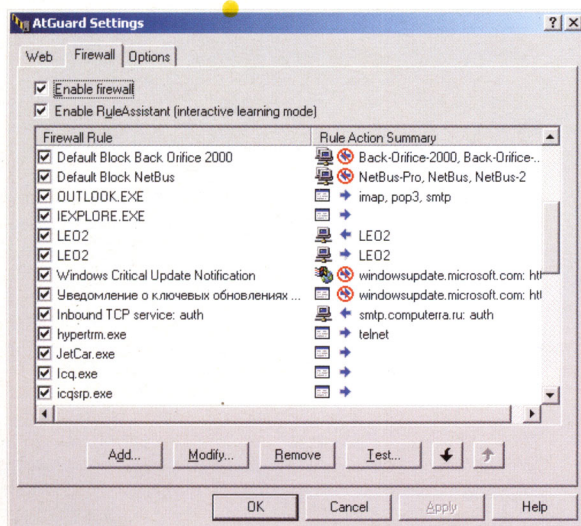 AtGuard Settings
Web Firewall Options
Enable firewall
Enable RuleAssistant (interactive learning mode)
Firewall Rule Rule Action Summary
Default Block Back Orifice 2000 Back-Orifice-2000, Back-Orifice-..
Default Block NetBus NetBus-Pro, NetBus, NetBus-2
OUTLOOK.EXE imap, pop3, smtp
IEXPLORE.EXE
LEO2 LEO2
LEO2 LEO2
Windows Critical Update Notification windowsupdate.microsoft.com: htt
Уведомление о ключевых обновлениях ... windowsupdate.microsoft.com: htt
Inbound TCP service: auth smtp.computerra.ru: auth
hypertrm.exe telnet
JetCar.exe
Icq.exe
icqsrp.exe
Add... Modify... Remove Test...
OK Cancel Apply Help